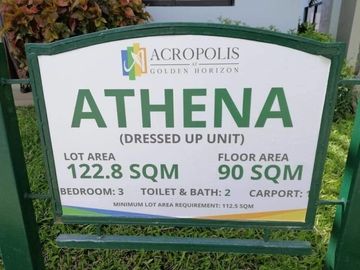 ACROPOLIS
at
GOLDEN HORIZON
ATHENA
(DRESSED UP UNIT)
LOT AREA FLOOR AREA
122.8 SQM 90 SQM
BEDROOM: 3 TOILET & BATH: 2 CARPORT: 1
MINIMUM LOT AREA REQUIREMENT: 112.5 SQM